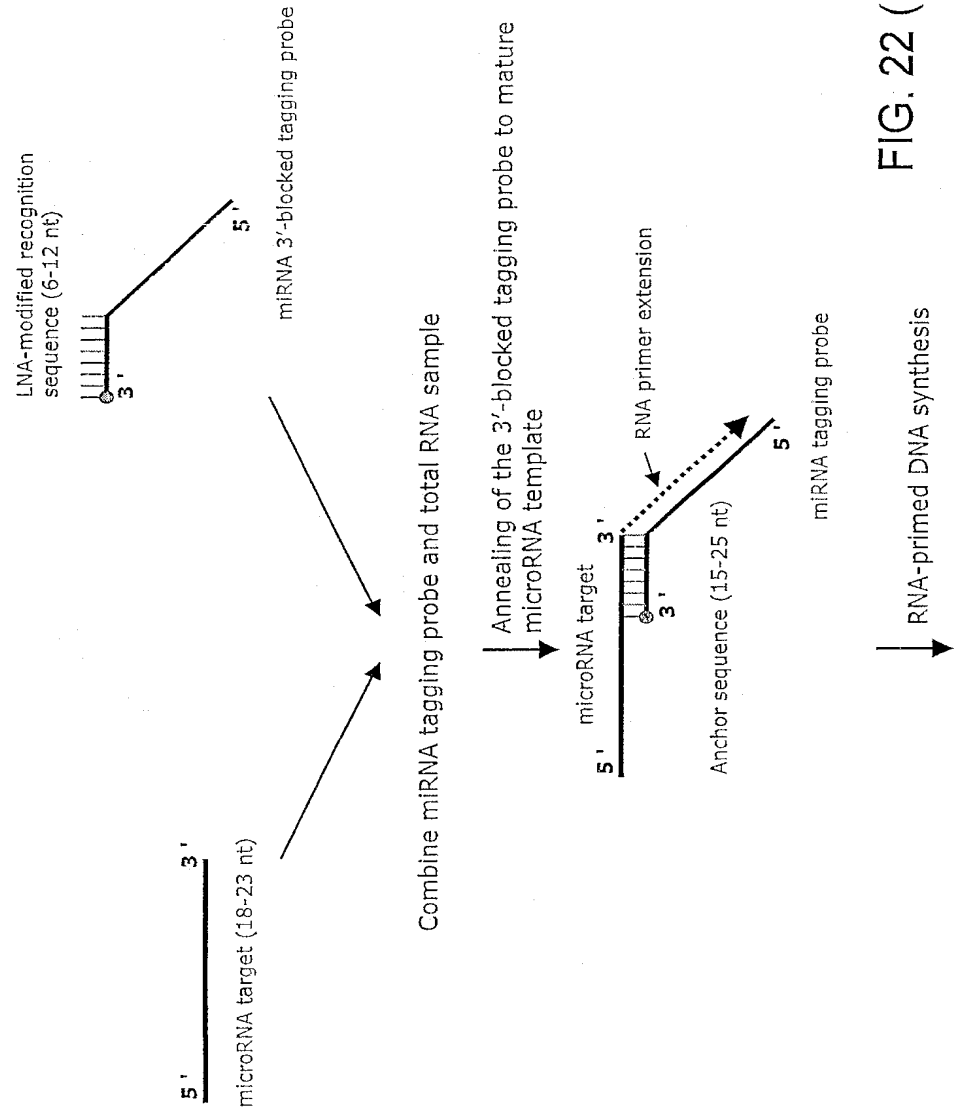 LNA-modified recognition
sequence (6-12 nt)
3'
5'
miRNA 3'-blocked tagging probe
5'
3'
microRNA target (18-23 nt)
Combine miRNA tagging probe and total RNA sample
Annealing of the 3'-blocked tagging probe to mature
microRNA template
microRNA target
5'
3'
RNA primer extension
3'
Anchor sequence (15-25 nt)
5'
miRNA tagging probe
RNA-primed DNA synthesis
FIG. 22 (